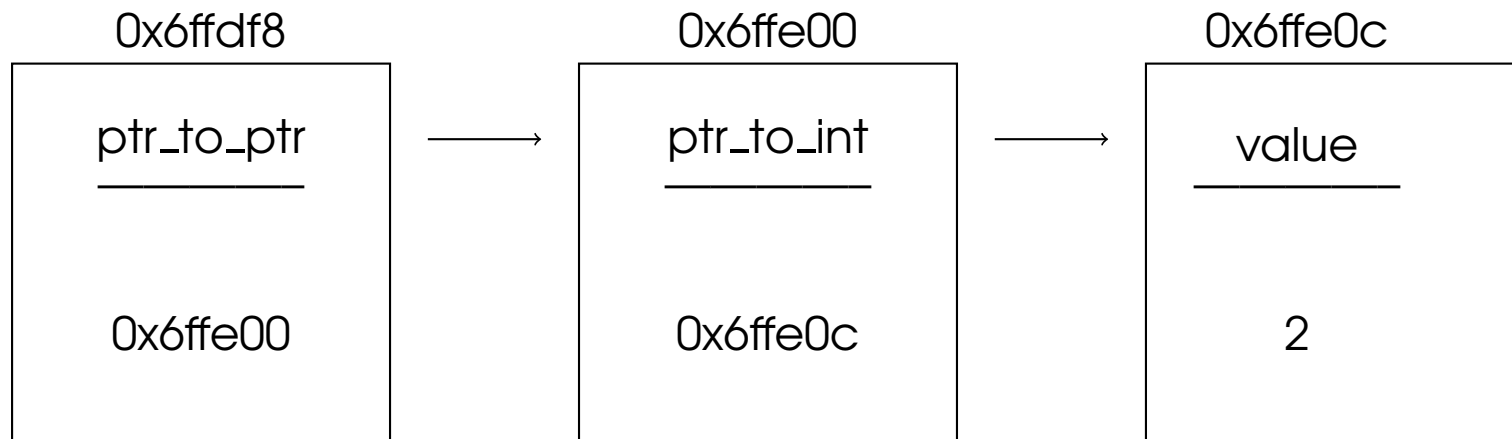 0x6ffdf8 0x6ffe00 0x6ffe0c
ptr_to_ptr ptr_to_int value
0x6ffe00 0x6ffe0c 2